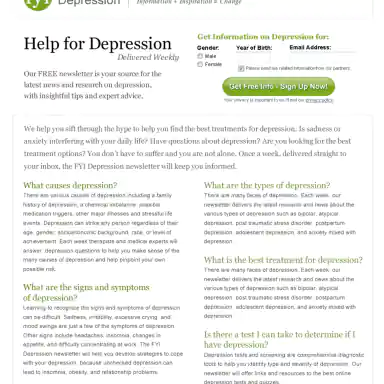 FYI Depression
Information • Inspiration • Change
Help for Depression
Delivered Weekly
Our FREE newsletter is your source for the
latest news and research on depression,
with insightful tips and expert advice.
Get Information on Depression for:
Gender: Year of Birth: Email Address:
Male
Female
Please send me related information from our partners.
Get Free Info - Sign Up Now!
Your privacy is important to us. Read our privacy policy
We help you sift through the hype to help you find the best treatments for depression. Is sadness or
anxiety interfering with your daily life? Have questions about depression? Are you looking for the best
treatment options? You don't have to suffer and you are not alone. Once a week, delivered straight to
your inbox, the FYI Depression newsletter will keep you informed.
What causes depression?
There are various causes of depression including a family
history of depression, a chemical imbalance, possible
medication triggers, other major illnesses and stressful life
events. Depression can strike any person regardless of their
age, gender, socioeconomic background, race, or level of
achievement. Each week therapists and medical experts will
answer depression questions to help you make sense of the
many causes of depression and help pinpoint your own
possible risk.
What are the signs and symptoms
of depression?
Learning to recognize the signs and symptoms of depression
can be difficult. Sadness, irritability, excessive crying and
mood swings are just a few of the symptoms of depression.
Other signs include headaches, insomnia, changes in
appetite, and difficulty concentrating at work. The FYI
Depression newsletter will help you develop strategies to cope
with your depression, because untreated depression can
lead to insomnia, obesity, and relationship problems.
What are the types of depression?
There are many faces of depression. Each week our
newsletter delivers the latest research and news about the
various types of depression such as bipolar, atypical
depression, post traumatic stress disorder, postpartum
depression, adolescent depression, and anxiety mixed with
depression.
What is the best treatment for depression?
There are many faces of depression. Each week our
newsletter delivers the latest research and news about the
various types of depression such as bipolar, atypical
depression, post traumatic stress disorder, postpartum
depression, adolescent depression, and anxiety mixed with
depression.
Is there a test I can take to determine if I
have depression?
Depression tests and screening are comprehensive diagnostic
tools to help you identify type and severity of depression. Our
newsletter will offer links and resources to the best online
depression tests and quizzes.